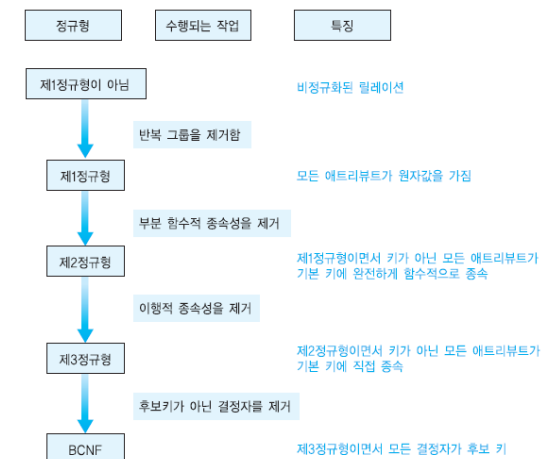 정규형 수행되는 작업 특징
제1정규형이 아님 비정규화된 릴레이션
반복 그룹을 제거함
제1정규형 모든 애트리뷰트가 원자값을 가짐
부분 함수적 종속성을 제거
제2정규형 제1정규형이면서 키가 아닌 모든 애트리뷰트가
기본 키에 완전하게 함수적으로 종속
이행적 종속성을 제거
제3정규형 제2정규형이면서 키가 아닌 모든 애트리뷰트가
기본 키에 직접 종속
후보키가 아닌 결정자를 제거
BCNF 제3정규형이면서 모든 결정자가 후보 키